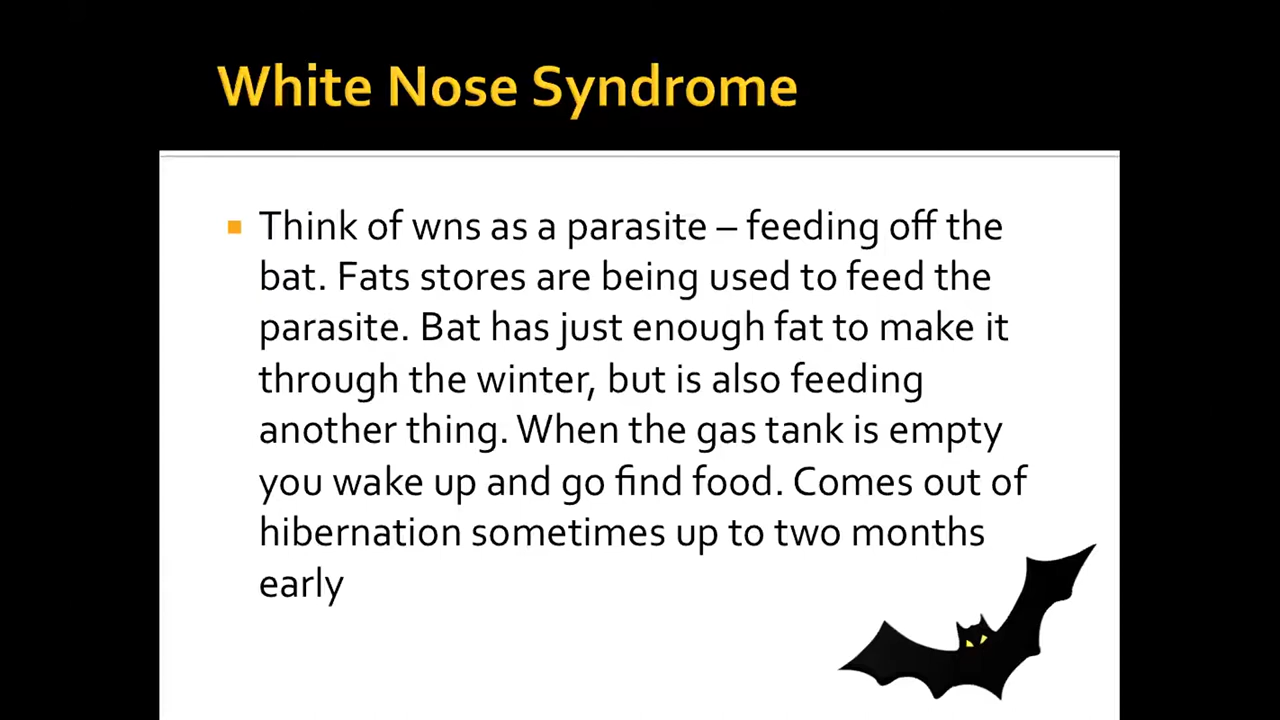 White Nose Syndrome
Think of wns as a parasite – feeding off the
bat. Fats stores are being used to feed the
parasite. Bat has just enough fat to make it
through the winter, but is also feeding
another thing. When the gas tank is empty
you wake up and go find food. Comes out of
hibernation sometimes up to two months
early